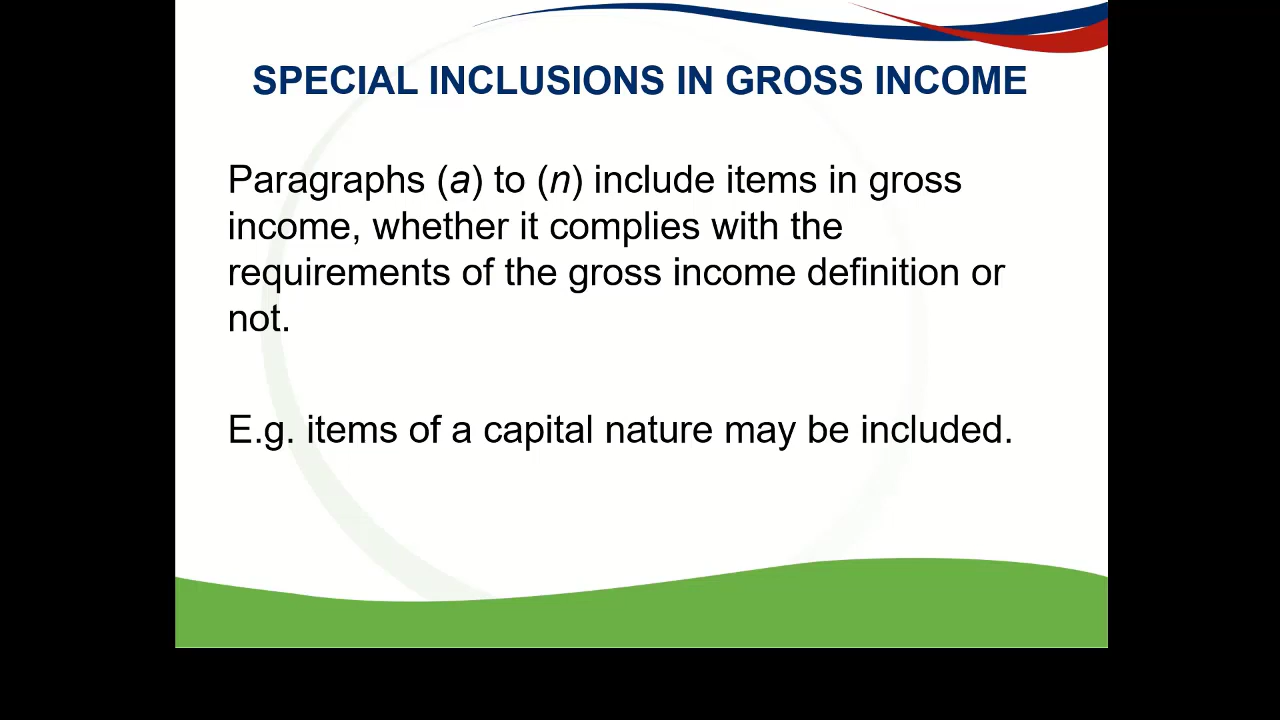 SPECIAL INCLUSIONS IN GROSS INCOME
Paragraphs (a) to (n) include items in gross
income, whether it complies with the
requirements of the gross income definition or
not.
E.g. items of a capital nature may be included.